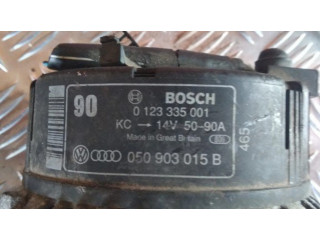 90
BOSCH
0 123 335 001
KC → 14V 50-90A
Made in Great Britain
050 903 015 B
465